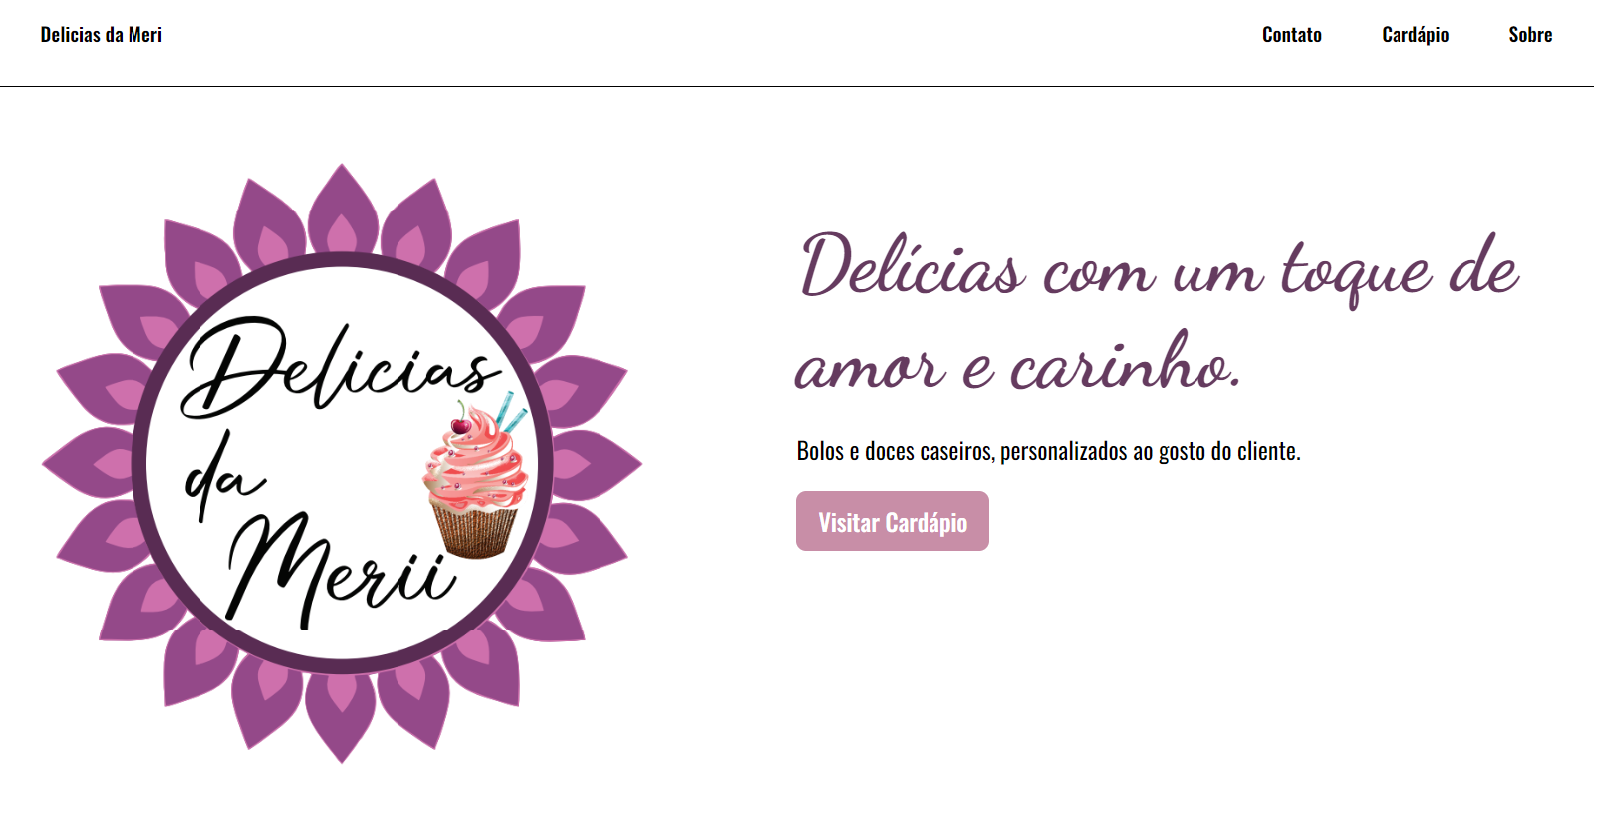 Delicias da Meri
Contato
Cardápio
Sobre
Delicias
da
Merii
Delícias com um toque de
amor e carinho.
Bolos e doces caseiros, personalizados ao gosto do cliente.
Visitar Cardápio